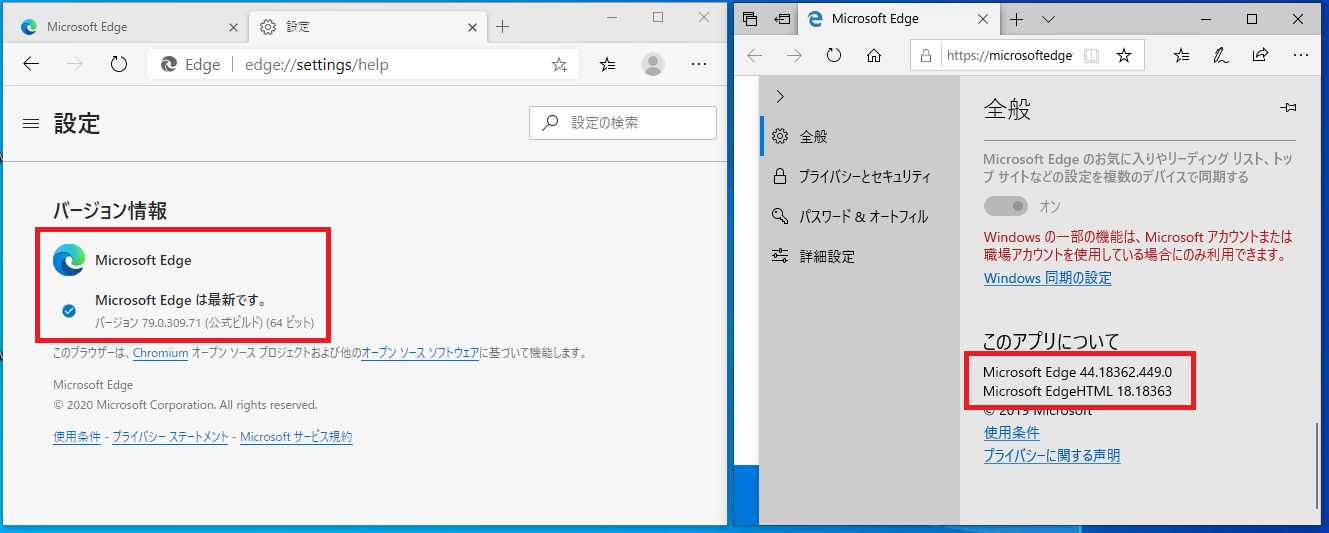 Microsoft Edge
設定
Edge
edge://settings/help
設定
設定の検索
バージョン情報
Microsoft Edge
Microsoft Edge は最新です。
バージョン 79.0.309.71 (公式ビルド) (64 ビット)
このブラウザーは、Chromium オープン ソース プロジェクトおよび他のオープン ソース ソフトウェアに基づいて機能します。
Microsoft Edge
© 2020 Microsoft Corporation. All rights reserved.
使用条件 - プライバシー ステートメント - Microsoft サービス規約
Microsoft Edge
https://microsoftedge
全般
プライバシーとセキュリティ
パスワード & オートフィル
詳細設定
全般
Microsoft Edge のお気に入りやリーディング リスト、トッ
プ サイトなどの設定を複数のデバイスで同期する
オン
Windows の一部の機能は、Microsoft アカウントまたは
職場アカウントを使用している場合にのみ利用できます。
Windows 同期の設定
このアプリについて
Microsoft Edge 44.18362.449.0
Microsoft EdgeHTML 18.18363
© 2019 Microsoft
使用条件
プライバシーに関する声明